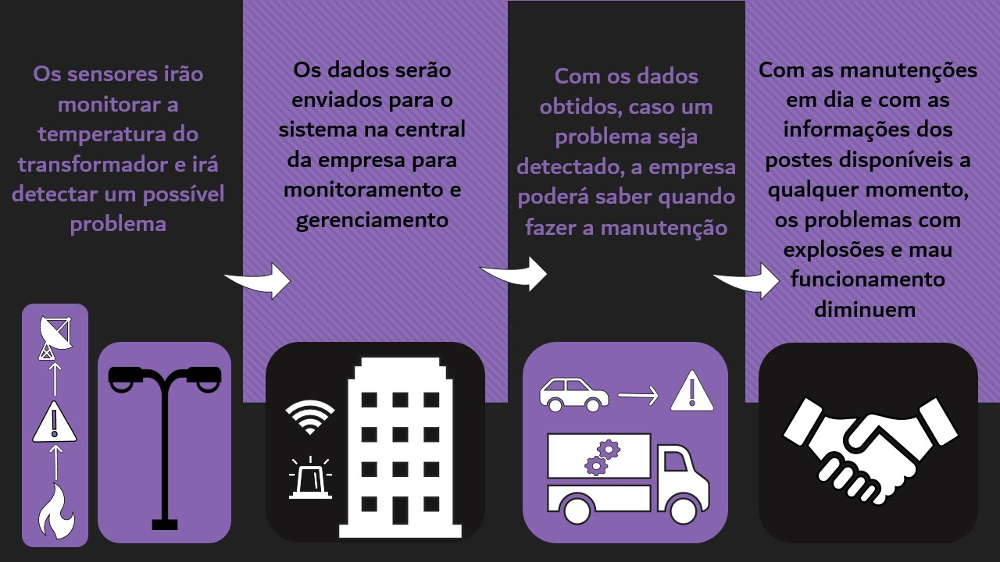 Os sensores irão
monitorar a
temperatura do
transformador e irá
detectar um possível
problema
Os dados serão
enviados para o
sistema na central
da empresa para
monitoramento e
gerenciamento
Com os dados
obtidos, caso um
problema seja
detectado, a empresa
poderá saber quando
fazer a manutenção
Com as manutenções
em dia e com as
informações dos
postes disponíveis a
qualquer momento,
os problemas com
explosões e mau
funcionamento
diminuem